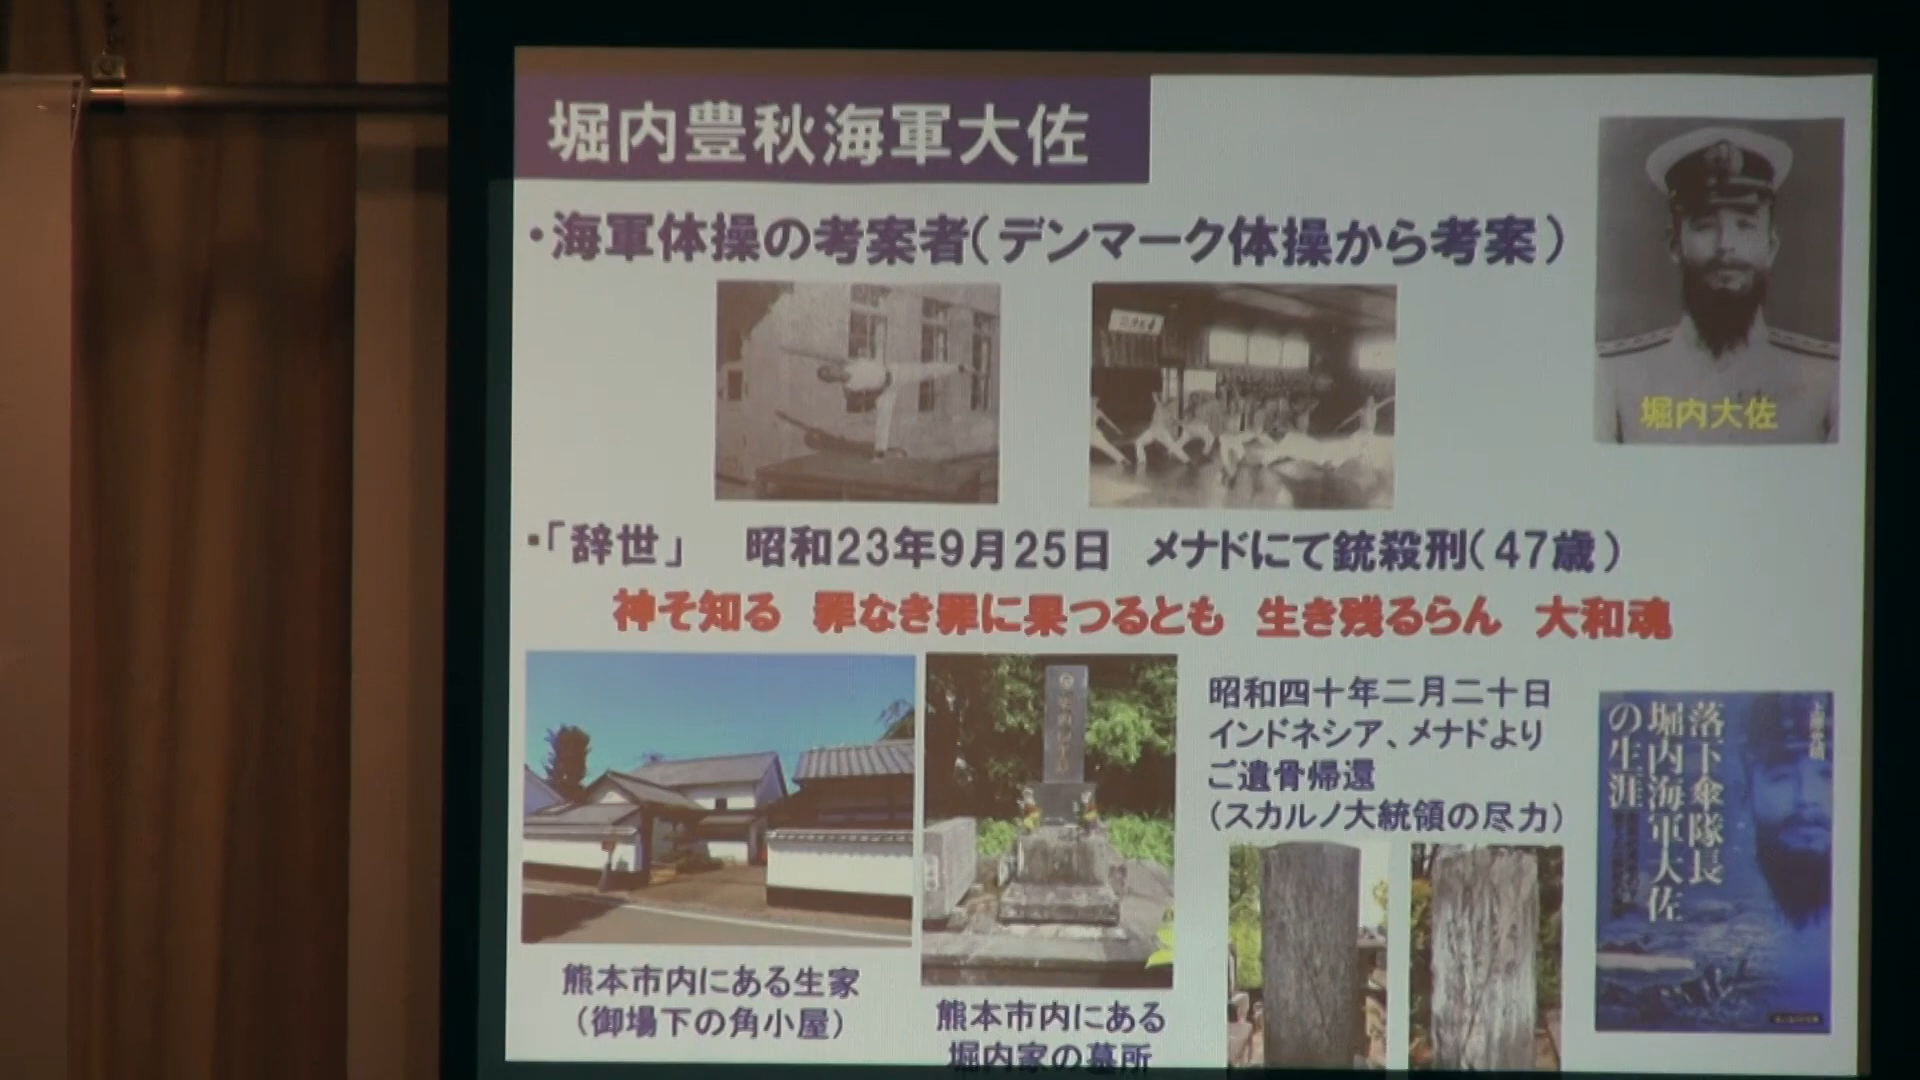 堀内豊秋海軍大佐
・海軍体操の考案者(デンマーク体操から考案)
堀内大佐
・「辞世」 昭和23年9月25日 メナドにて銃殺刑(47歳)
神そ知る 罪なき罪に果つるとも 生き残るらん 大和魂
昭和四十年二月二十日
インドネシア、メナドより
ご遺骨帰還
(スカルノ大統領の尽力)
落下傘隊長
堀内海軍大佐
の生涯
熊本市内にある生家
(御場下の角小屋)
熊本市内にある
堀内家の墓所